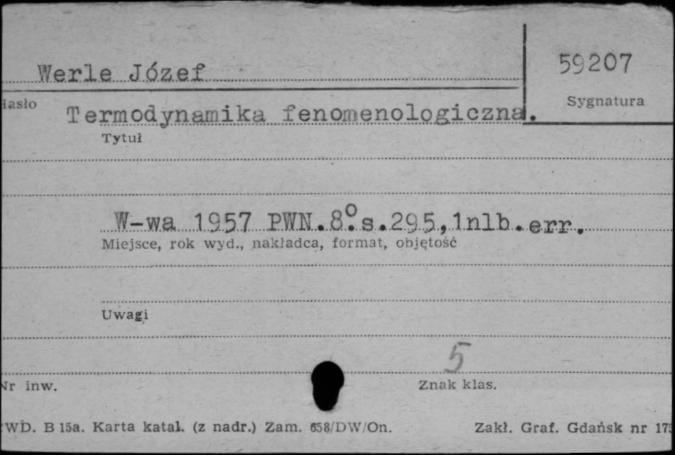 Werle Józef
59207
Hasło
Sygnatura
Termodynamika fenomenologiczna.
Tytuł
W-wa 1957 PWN.8°.s.295,1nlb.err.
Miejsce, rok wyd., nakładca, format, objętość
Uwagi
5
Nr inw.
Znak klas.
WD. B 15a. Karta katal. (z nadr.) Zam. 658/DW/On.
Zakł. Graf. Gdańsk nr